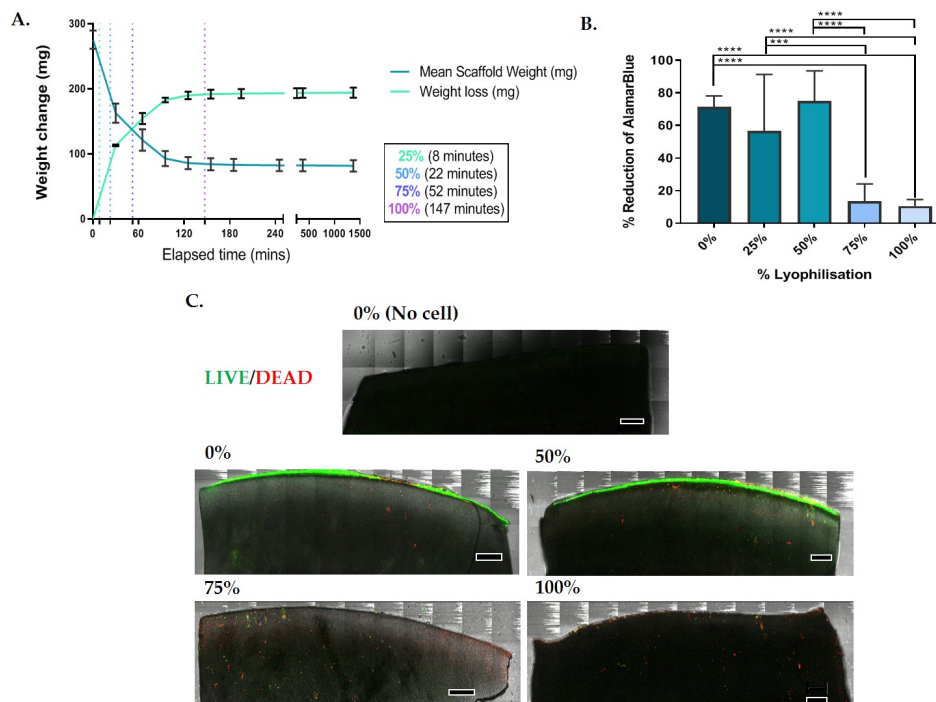 A.
Weight change (mg)
300
200
100
0
0 60 120 180 240 500 1000 1500
Elapsed time (mins)
Mean Scaffold Weight (mg)
Weight loss (mg)
25% (8 minutes)
50% (22 minutes)
75% (52 minutes)
100% (147 minutes)
B.
% Reduction of AlamarBlue
100
80
60
40
20
0
****
****
****
***
****
****
0% 25% 50% 75% 100%
% Lyophilisation
C.
0% (No cell)
LIVE/DEAD
0%
50%
75%
100%